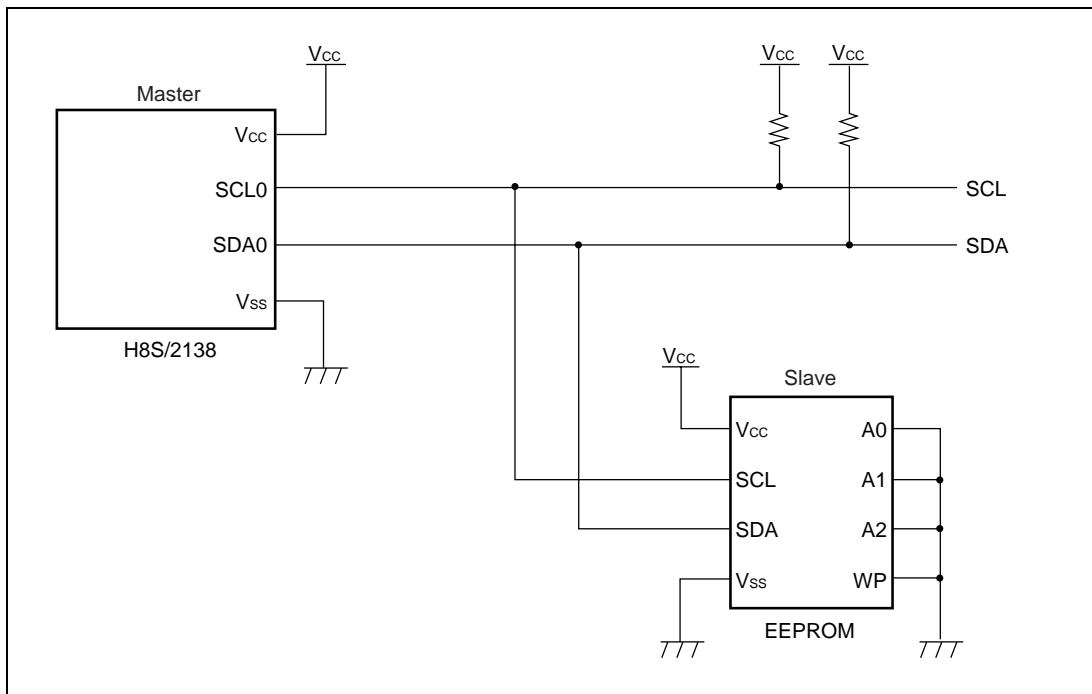 Vcc
Vcc
Vcc
Master
Vcc
SCL0
SCL
SDA0
SDA
Vss
H8S/2138
Vcc
Slave
Vcc
A0
SCL
A1
SDA
A2
Vss
WP
EEPROM